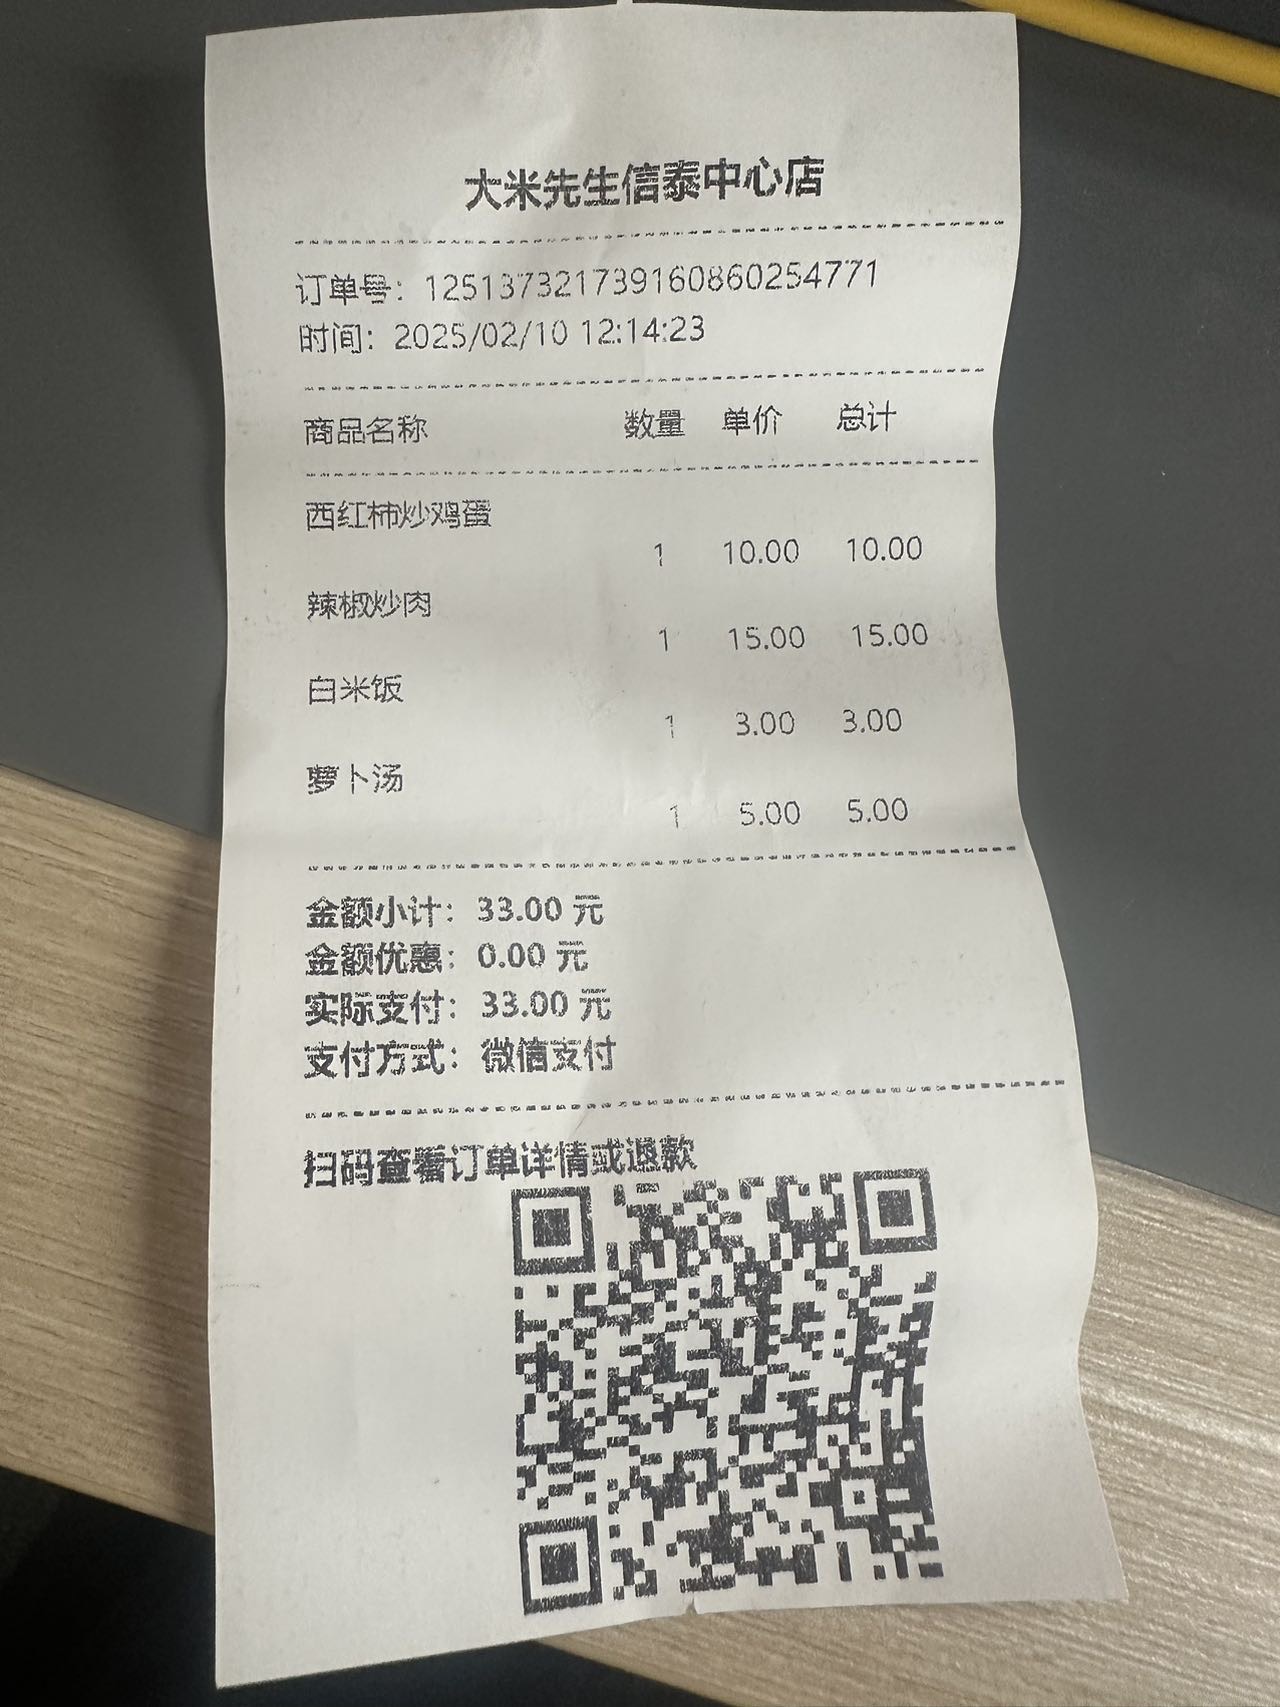 大米先生信泰中心店
订单号：125137321739160860254771
时间：2025/02/10 12:14:23
商品名称 数量 单价 总计
西红柿炒鸡蛋
1 10.00 10.00
辣椒炒肉
1 15.00 15.00
白米饭
1 3.00 3.00
萝卜汤
1 5.00 5.00
金额小计：33.00 元
金额优惠：0.00 元
实际支付：33.00 元
支付方式：微信支付
扫码查看订单详情或退款